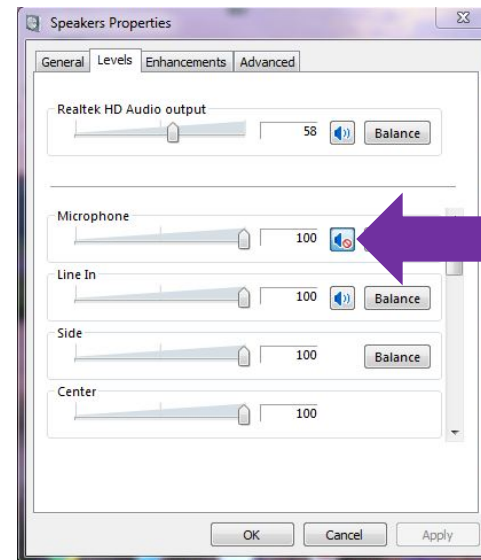 Speakers Properties
General Levels Enhancements Advanced
Realtek HD Audio output
58 Balance
Microphone
100
Line In
100 Balance
Side
100 Balance
Center
100
OK Cancel Apply